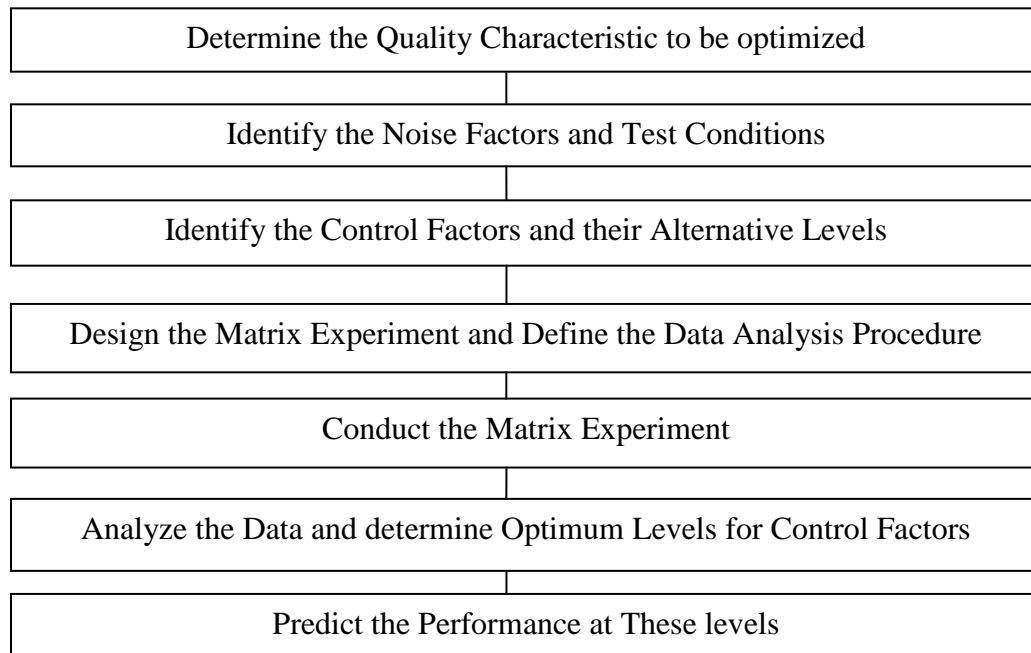 Determine the Quality Characteristic to be optimized
Identify the Noise Factors and Test Conditions
Identify the Control Factors and their Alternative Levels
Design the Matrix Experiment and Define the Data Analysis Procedure
Conduct the Matrix Experiment
Analyze the Data and determine Optimum Levels for Control Factors
Predict the Performance at These levels